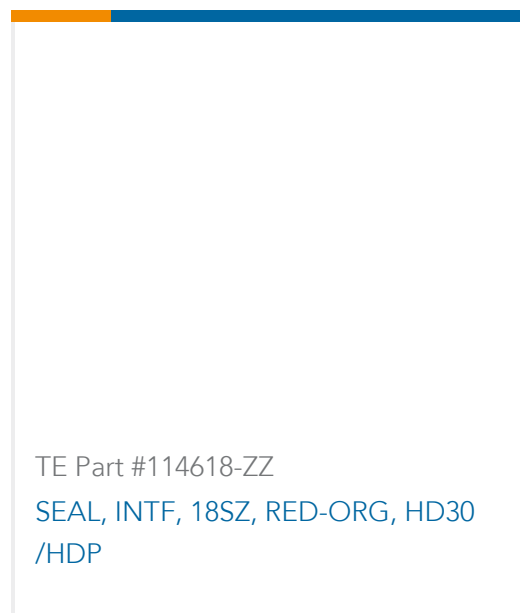 TE Part #114618-ZZ
SEAL, INTF, 18SZ, RED-ORG, HD30
/HDP